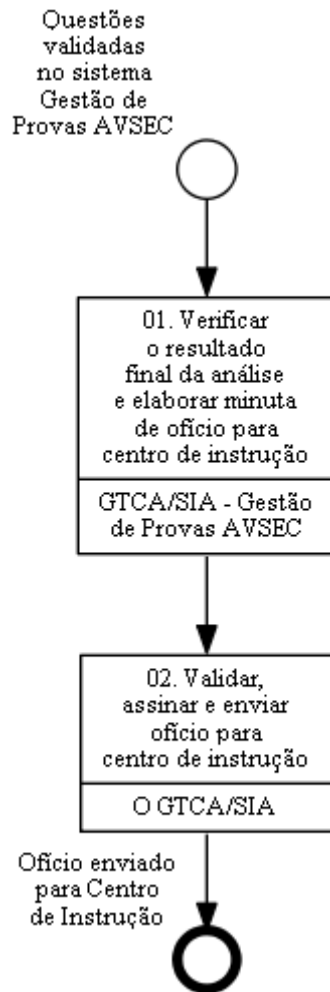 Questões
validadas
no sistema
Gestão de
Provas AVSEC
01. Verificar
o resultado
final da análise
e elaborar minuta
de ofício para
centro de instrução
GTCA/SIA - Gestão
de Provas AVSEC
02. Validar,
assinar e enviar
ofício para
centro de instrução
O GTCA/SIA
Ofício enviado
para Centro
de Instrução